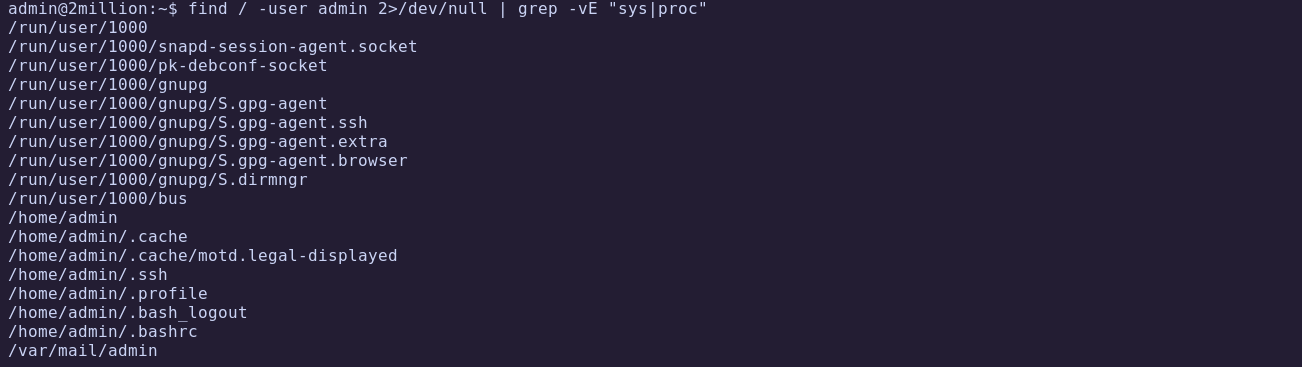 admin@2million:~$ find / -user admin 2>/dev/null | grep -vE "sys|proc"
/run/user/1000
/run/user/1000/snapd-session-agent.socket
/run/user/1000/pk-debconf-socket
/run/user/1000/gnupg
/run/user/1000/gnupg/S.gpg-agent
/run/user/1000/gnupg/S.gpg-agent.ssh
/run/user/1000/gnupg/S.gpg-agent.extra
/run/user/1000/gnupg/S.gpg-agent.browser
/run/user/1000/gnupg/S.dirmngr
/run/user/1000/bus
/home/admin
/home/admin/.cache
/home/admin/.cache/motd.legal-displayed
/home/admin/.ssh
/home/admin/.profile
/home/admin/.bash_logout
/home/admin/.bashrc
/var/mail/admin